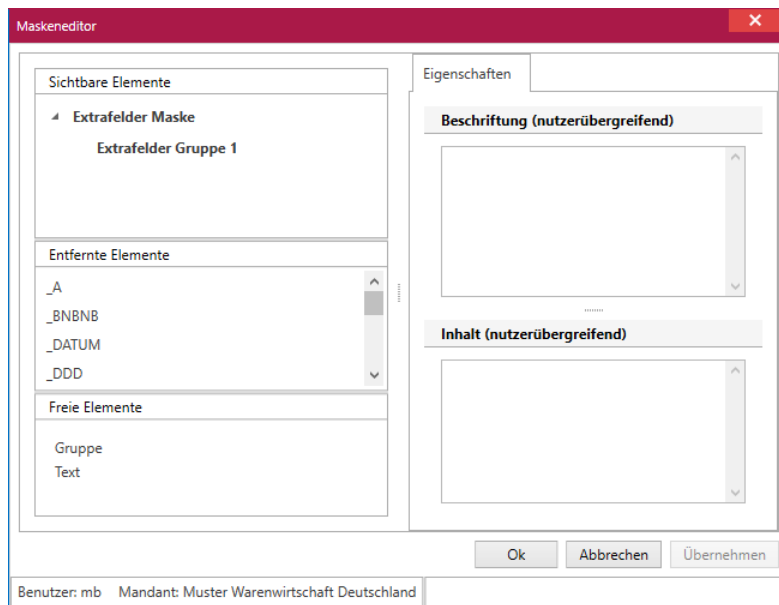 Maskeneditor
Sichtbare Elemente
Extrafelder Maske
Extrafelder Gruppe 1
Entfernte Elemente
_A
_BNBNB
_DATUM
_DDD
Freie Elemente
Gruppe
Text
Eigenschaften
Beschriftung (nutzerübergreifend)
Inhalt (nutzerübergreifend)
Ok Abbrechen Übernehmen
Benutzer: mb Mandant: Muster Warenwirtschaft Deutschland